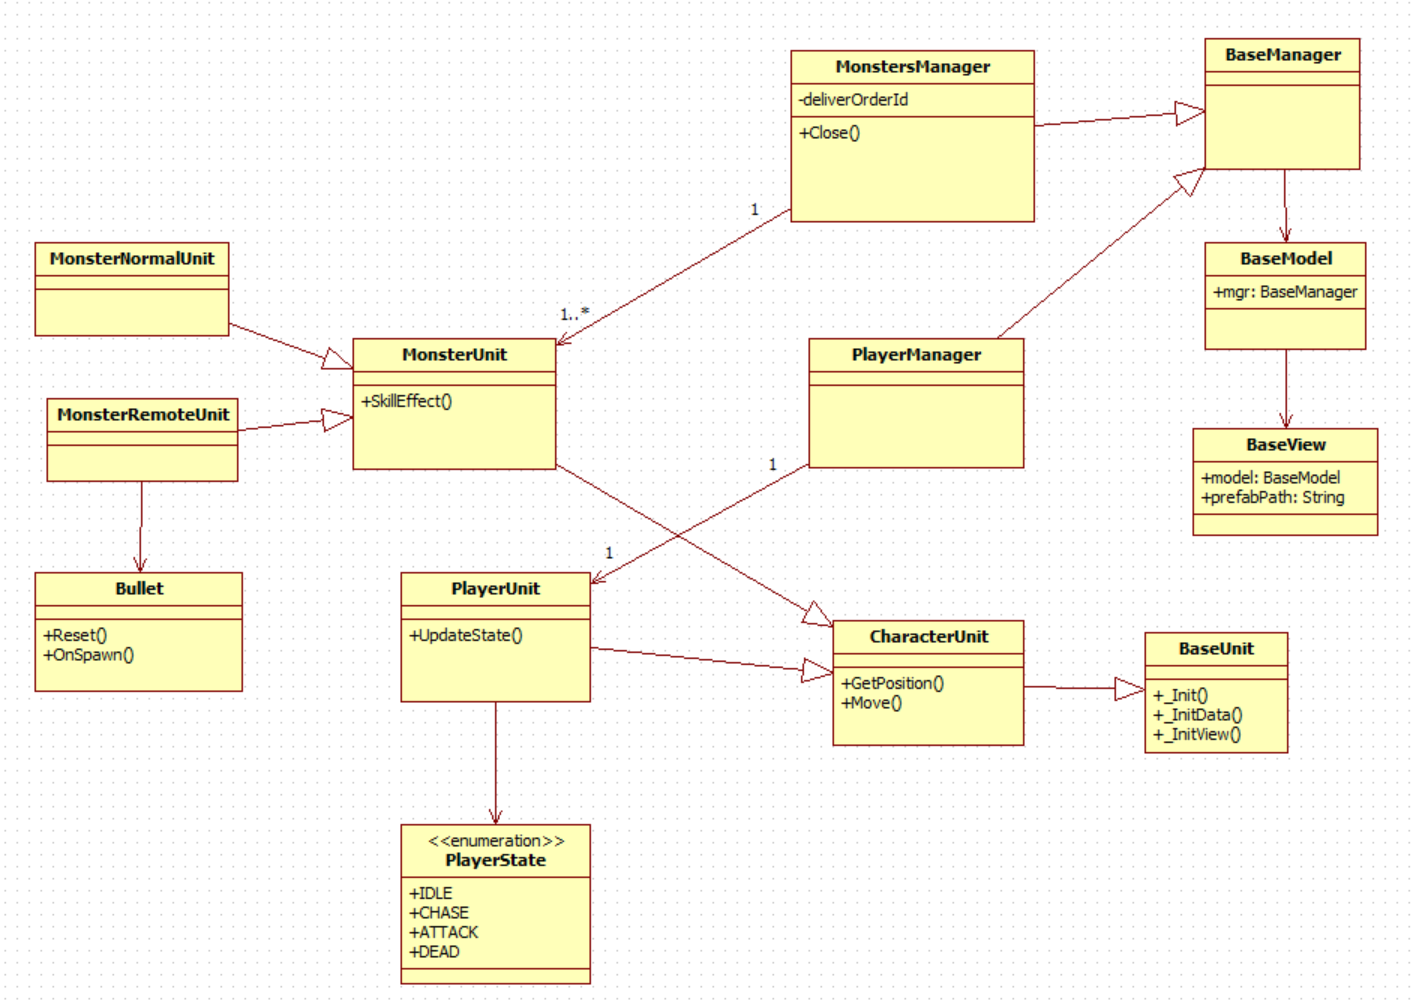 BaseManager
MonstersManager
-deliverOrderId
+Close()
1
1..*
MonsterNormalUnit
BaseModel
+mgr: BaseManager
MonsterUnit
+SkillEffect()
PlayerManager
MonsterRemoteUnit
BaseView
+model: BaseModel
+prefabPath: String
1
1
Bullet
+Reset()
+OnSpawn()
PlayerUnit
+UpdateState()
CharacterUnit
+GetPosition()
+Move()
BaseUnit
+_Init()
+_InitData()
+_InitView()
<<enumeration>>
PlayerState
+IDLE
+CHASE
+ATTACK
+DEAD